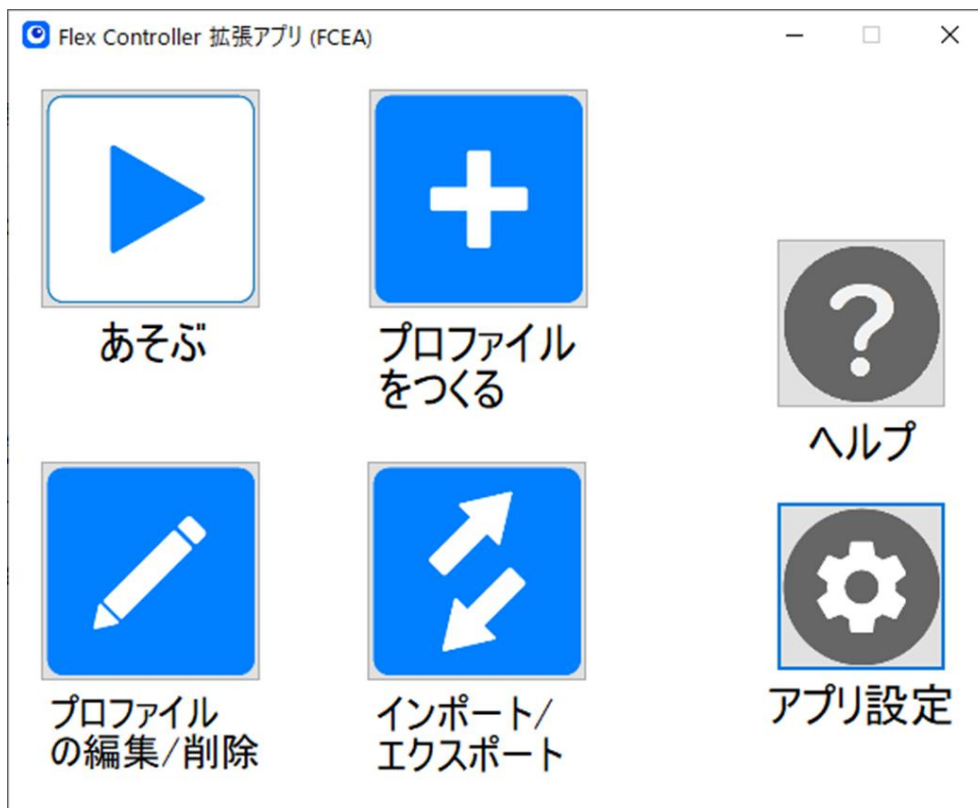 Flex Controller 拡張アプリ (FCEA)
あそぶ
プロファイル
をつくる
ヘルプ
プロファイル
の編集/削除
インポート/
エクスポート
アプリ設定